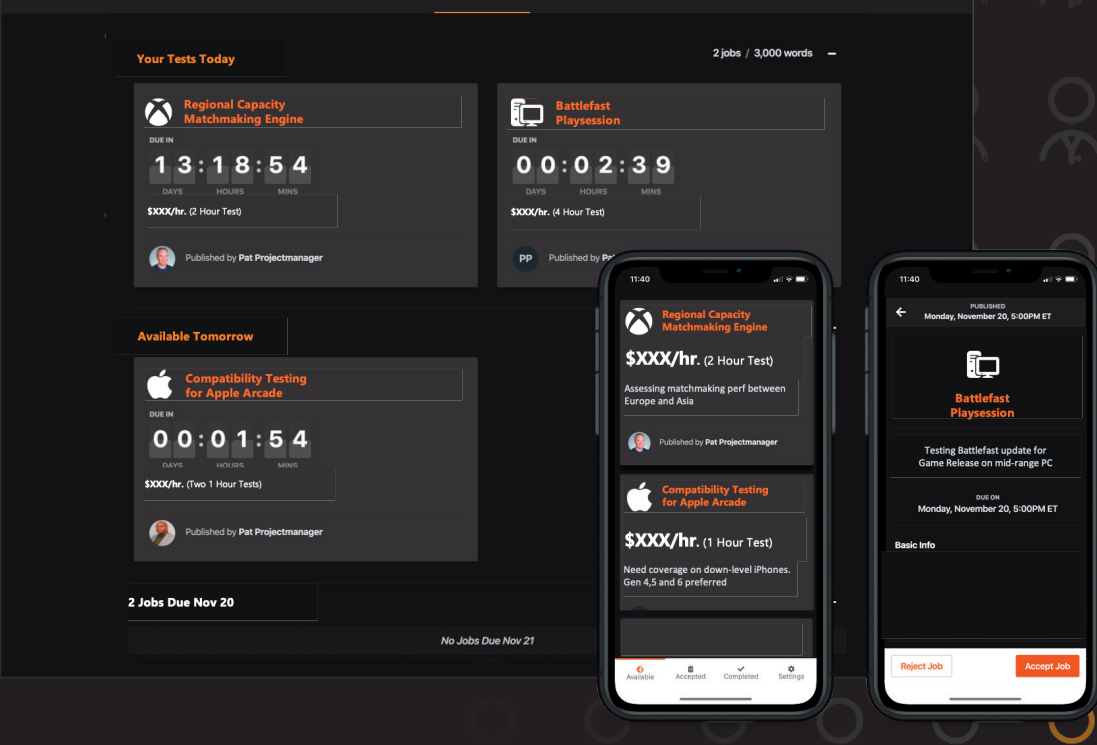 Your Tests Today
2 jobs / 3,000 words –
Regional Capacity
Matchmaking Engine
DUE IN
13:18:54
DAYS HOURS MINS
$XXX/hr. (2 Hour Test)
Published by Pat Projectmanager
Battlefast
Playsession
DUE IN
00:02:39
DAYS HOURS MINS
$XXX/hr. (4 Hour Test)
PP
Published by
Available Tomorrow
Compatibility Testing
for Apple Arcade
DUE IN
00:01:54
DAYS HOURS MINS
$XXX/hr. (Two 1 Hour Tests)
Published by Pat Projectmanager
2 Jobs Due Nov 20
No Jobs Due Nov 21
11:40
Regional Capacity
Matchmaking Engine
$XXX/hr. (2 Hour Test)
Assessing matchmaking perf between
Europe and Asia
Published by Pat Projectmanager
Compatibility Testing
for Apple Arcade
$XXX/hr. (1 Hour Test)
Need coverage on down-level iPhones.
Gen 4,5 and 6 preferred
Available Accepted Completed Settings
11:40
PUBLISHED
Monday, November 20, 5:00PM ET
Battlefast
Playsession
Testing Battlefast update for
Game Release on mid-range PC
DUE ON
Monday, November 20, 5:00PM ET
Basic Info
Reject Job
Accept Job